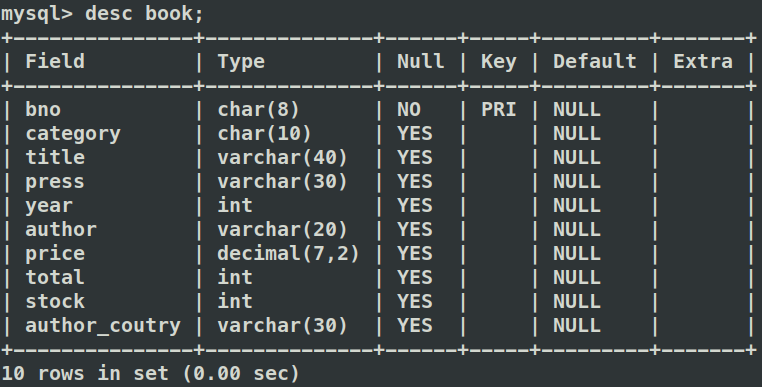 mysql> desc book;
+---------------+--------------+------+-----+---------+-------+
| Field         | Type         | Null | Key | Default | Extra |
+---------------+--------------+------+-----+---------+-------+
| bno           | char(8)      | NO   | PRI | NULL    |       |
| category      | char(10)     | YES  |     | NULL    |       |
| title         | varchar(40)  | YES  |     | NULL    |       |
| press         | varchar(30)  | YES  |     | NULL    |       |
| year          | int          | YES  |     | NULL    |       |
| author        | varchar(20)  | YES  |     | NULL    |       |
| price         | decimal(7,2) | YES  |     | NULL    |       |
| total         | int          | YES  |     | NULL    |       |
| stock         | int          | YES  |     | NULL    |       |
| author_coutry | varchar(30)  | YES  |     | NULL    |       |
+---------------+--------------+------+-----+---------+-------+
10 rows in set (0.00 sec)